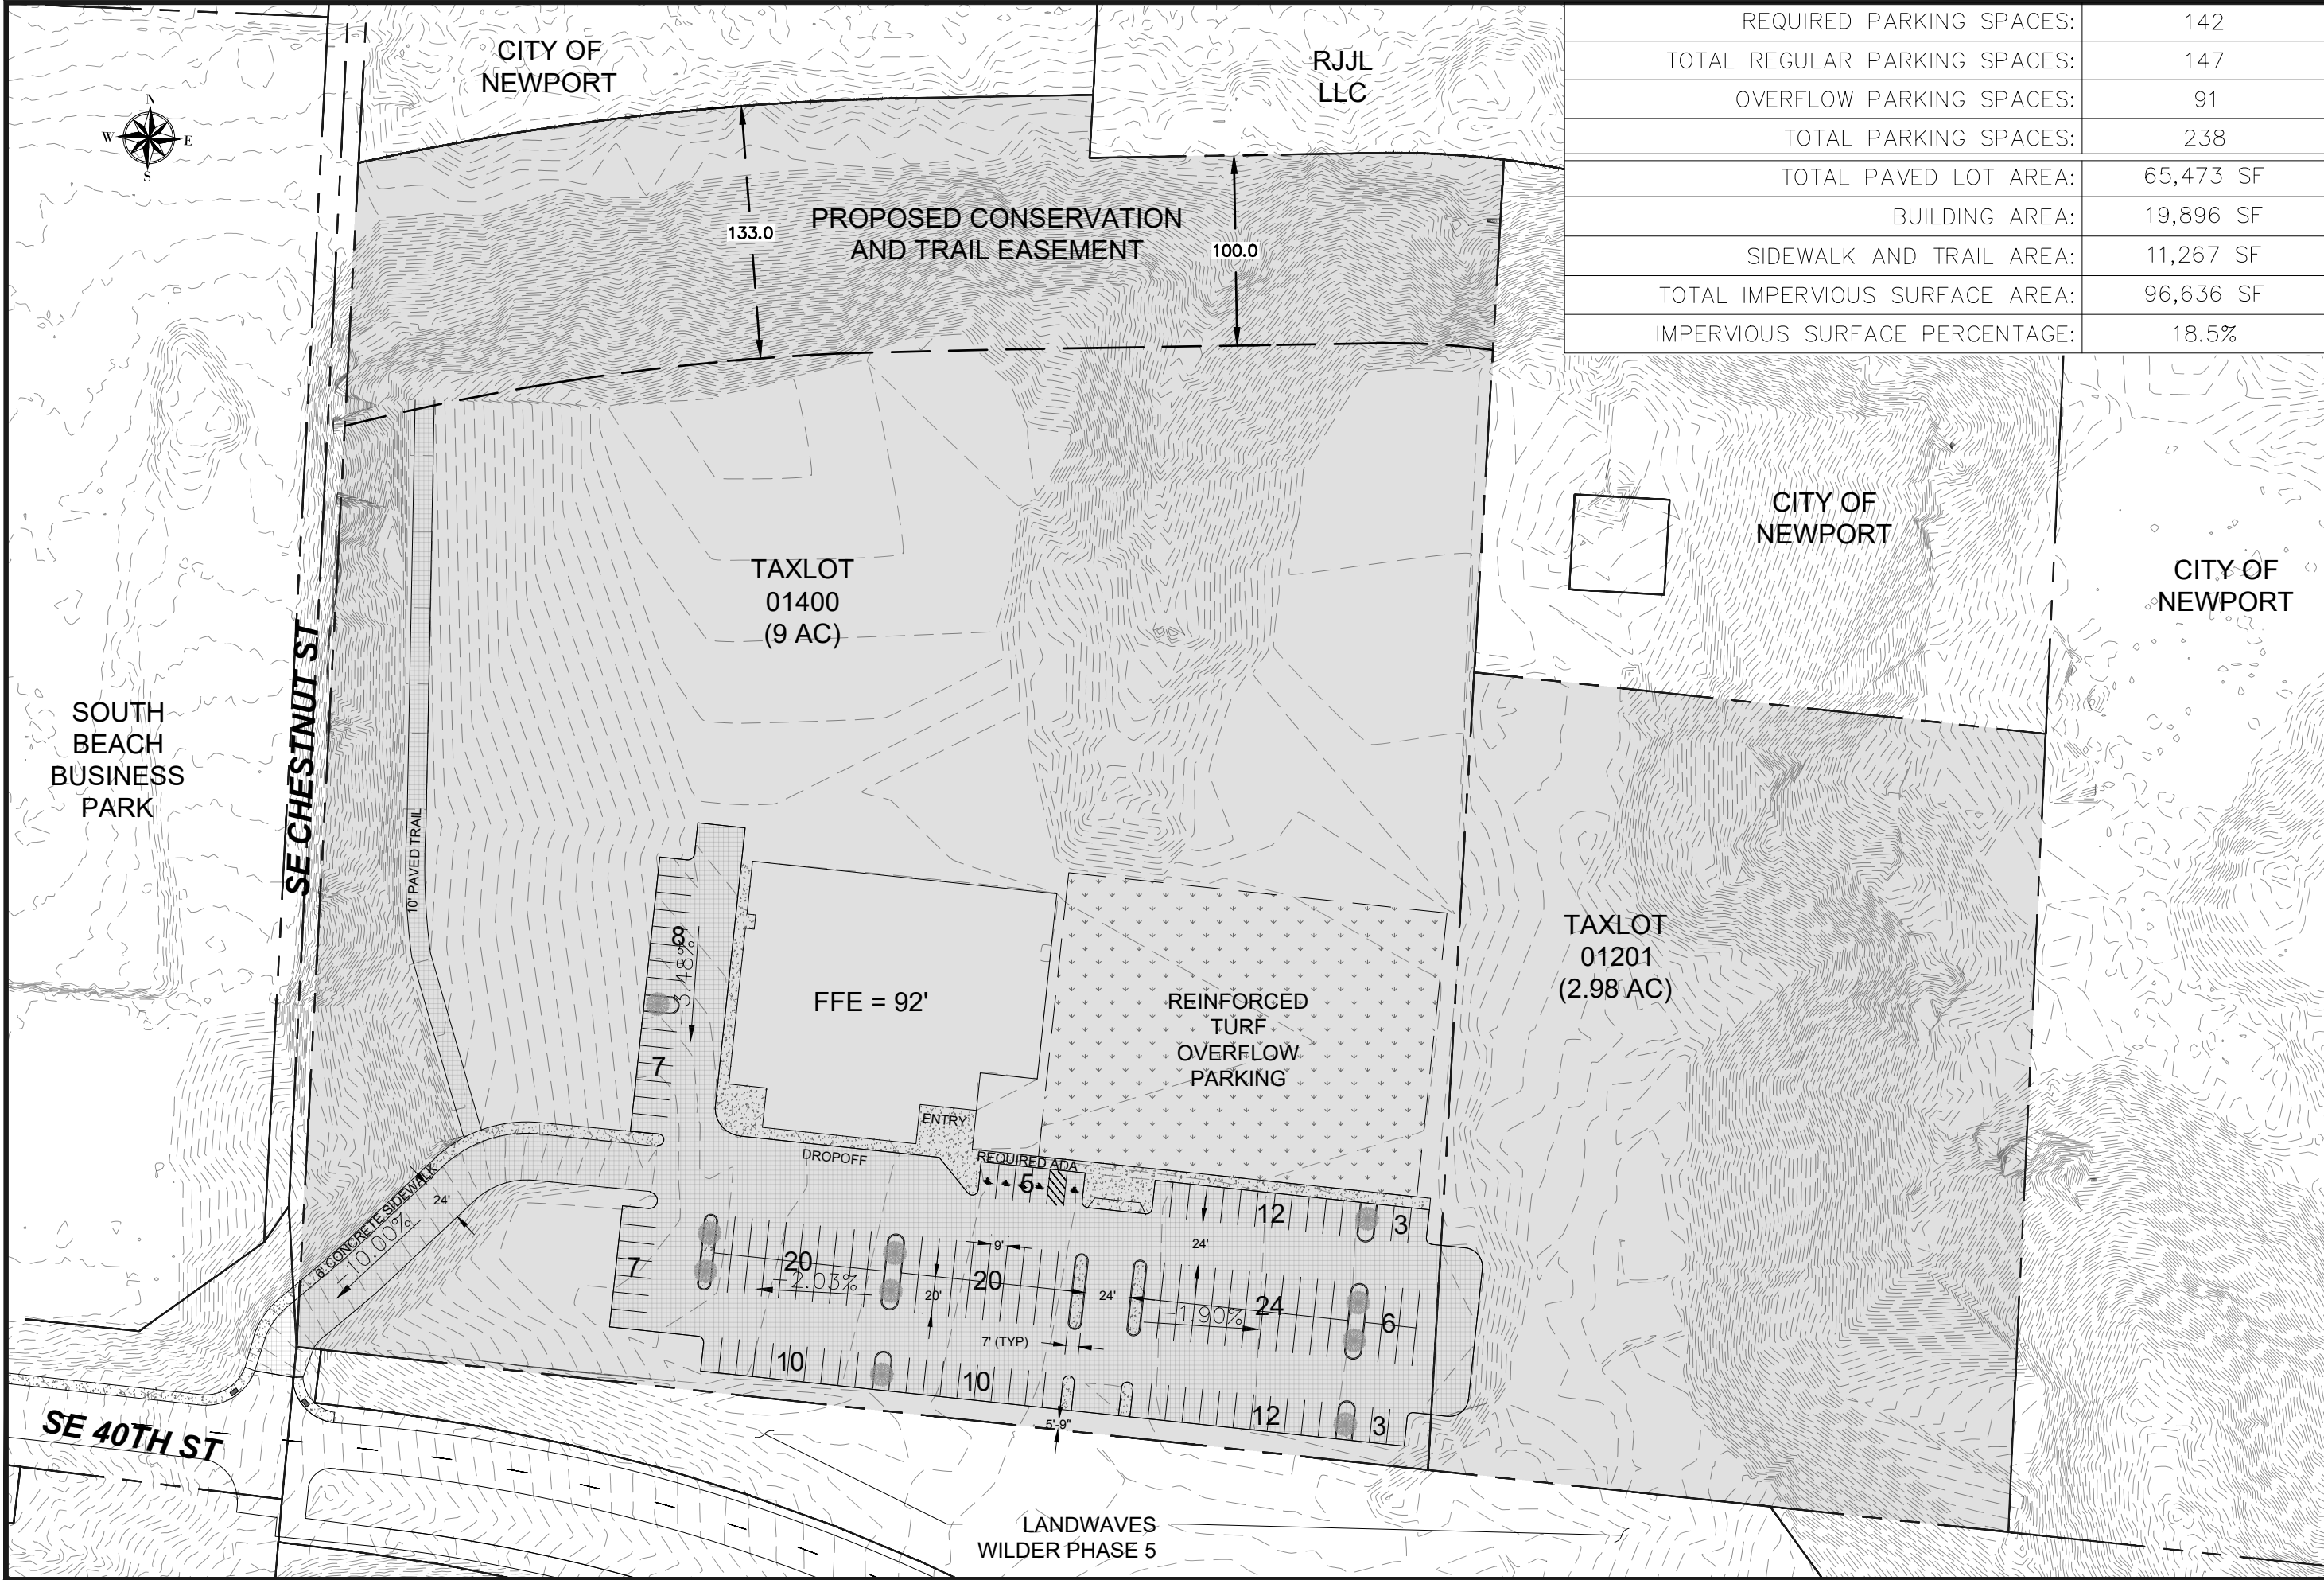 REQUIRED PARKING SPACES: 142
TOTAL REGULAR PARKING SPACES: 147
OVERFLOW PARKING SPACES: 91
TOTAL PARKING SPACES: 238
TOTAL PAVED LOT AREA: 65,473 SF
BUILDING AREA: 19,896 SF
SIDEWALK AND TRAIL AREA: 11,267 SF
TOTAL IMPERVIOUS SURFACE AREA: 96,636 SF
IMPERVIOUS SURFACE PERCENTAGE: 18.5%
CITY OF
NEWPORT
RJJL
LLC
N
W
E
S
133.0
PROPOSED CONSERVATION
AND TRAIL EASEMENT
100.0
CITY OF
NEWPORT
CITY OF
NEWPORT
TAXLOT
01400
(9 AC)
SE CHESTNUT ST
SOUTH
BEACH
BUSINESS
PARK
10' PAVED TRAIL
8
-3.48%
7
FFE = 92'
REINFORCED
TURF
OVERFLOW
PARKING
TAXLOT
01201
(2.98 AC)
ENTRY
DROPOFF
REQUIRED ADA
5
6' CONCRETE SIDEWALK
24'
-10.00%
12
3
24'
7
20
-2.03%
9'
20
20'
24'
-1.90%
24
6
7' (TYP)
10
10
12
3
5'-9"
SE 40TH ST
LANDWAVES
WILDER PHASE 5